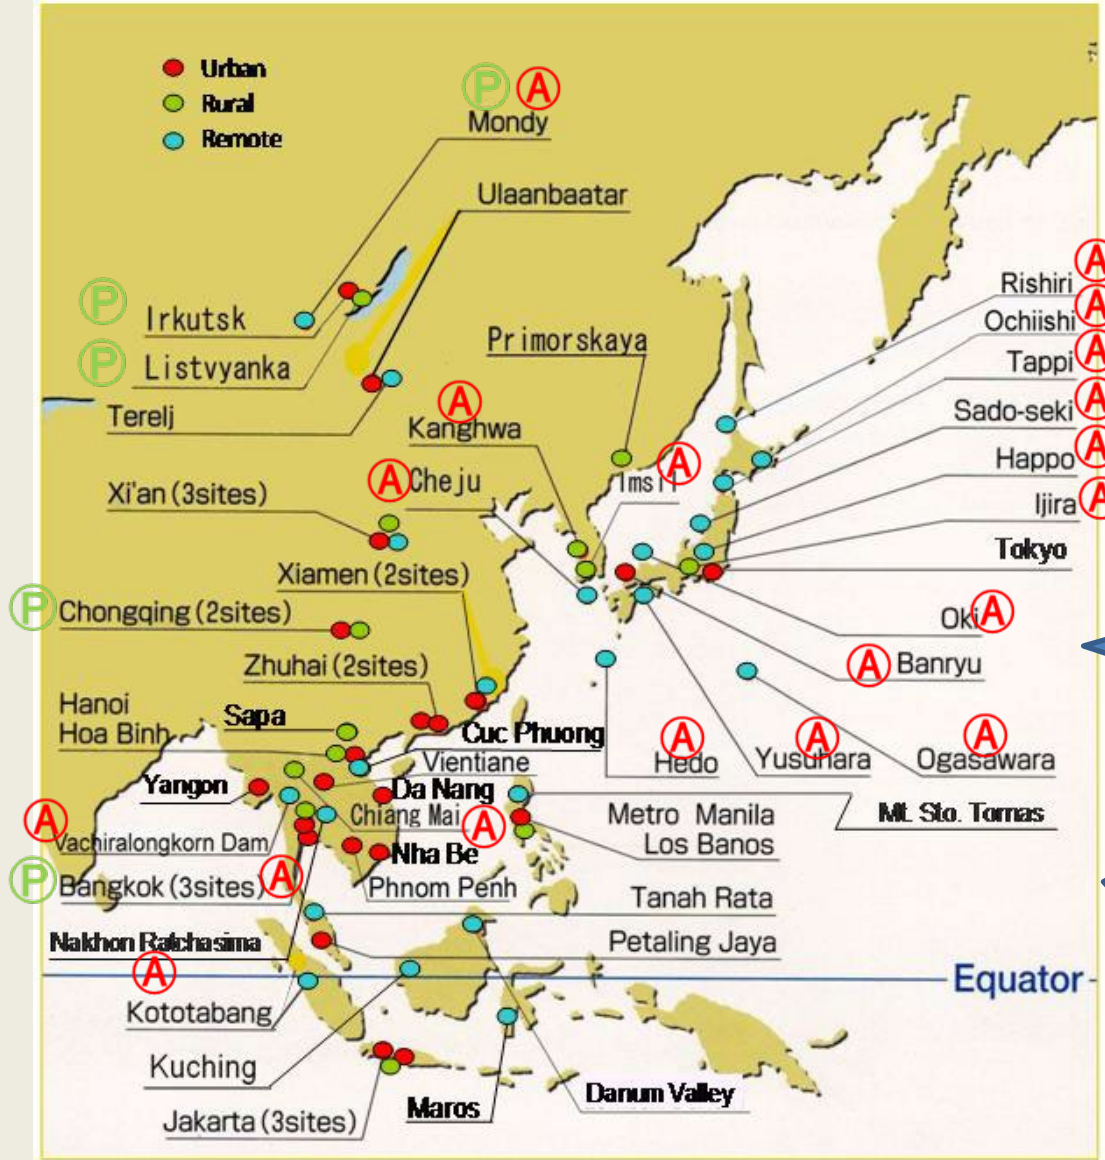 Urban
Rural
Remote
Ⓟ Ⓐ
Mondy
Ulaanbaatar
Ⓟ
Irkutsk
Ⓟ
Listvyanka
Terelj
Primorskaya
Ⓐ
Kanghwa
Ⓐ Cheju
Imsil Ⓐ
Xi'an (3sites)
Xiamen (2sites)
Ⓟ Chongqing (2sites)
Zhuhai (2sites)
Hanoi
Hoa Binh
Sapa
Cuc Phuong
Vientiane
Yangon
Da Nang
Chiang Mai Ⓐ
Ⓐ
Vachiralongkorn Dam
Nha Be
Ⓟ Bangkok (3sites) Ⓐ
Phnom Penh
Nakhon Ratchasima
Ⓐ
Kototabang
Kuching
Jakarta (3sites)
Maros
Danum Valley
Rishiri Ⓐ
Ochiishi Ⓐ
Tappi Ⓐ
Sado-seki Ⓐ
Happo Ⓐ
Ijira Ⓐ
Tokyo
Oki Ⓐ
Ⓐ Banryu
Ⓐ
Hedo
Ⓐ
Yusuhara
Ⓐ
Ogasawara
Mt. Sto. Tomas
Metro Manila
Los Banos
Tanah Rata
Petaling Jaya
Equator